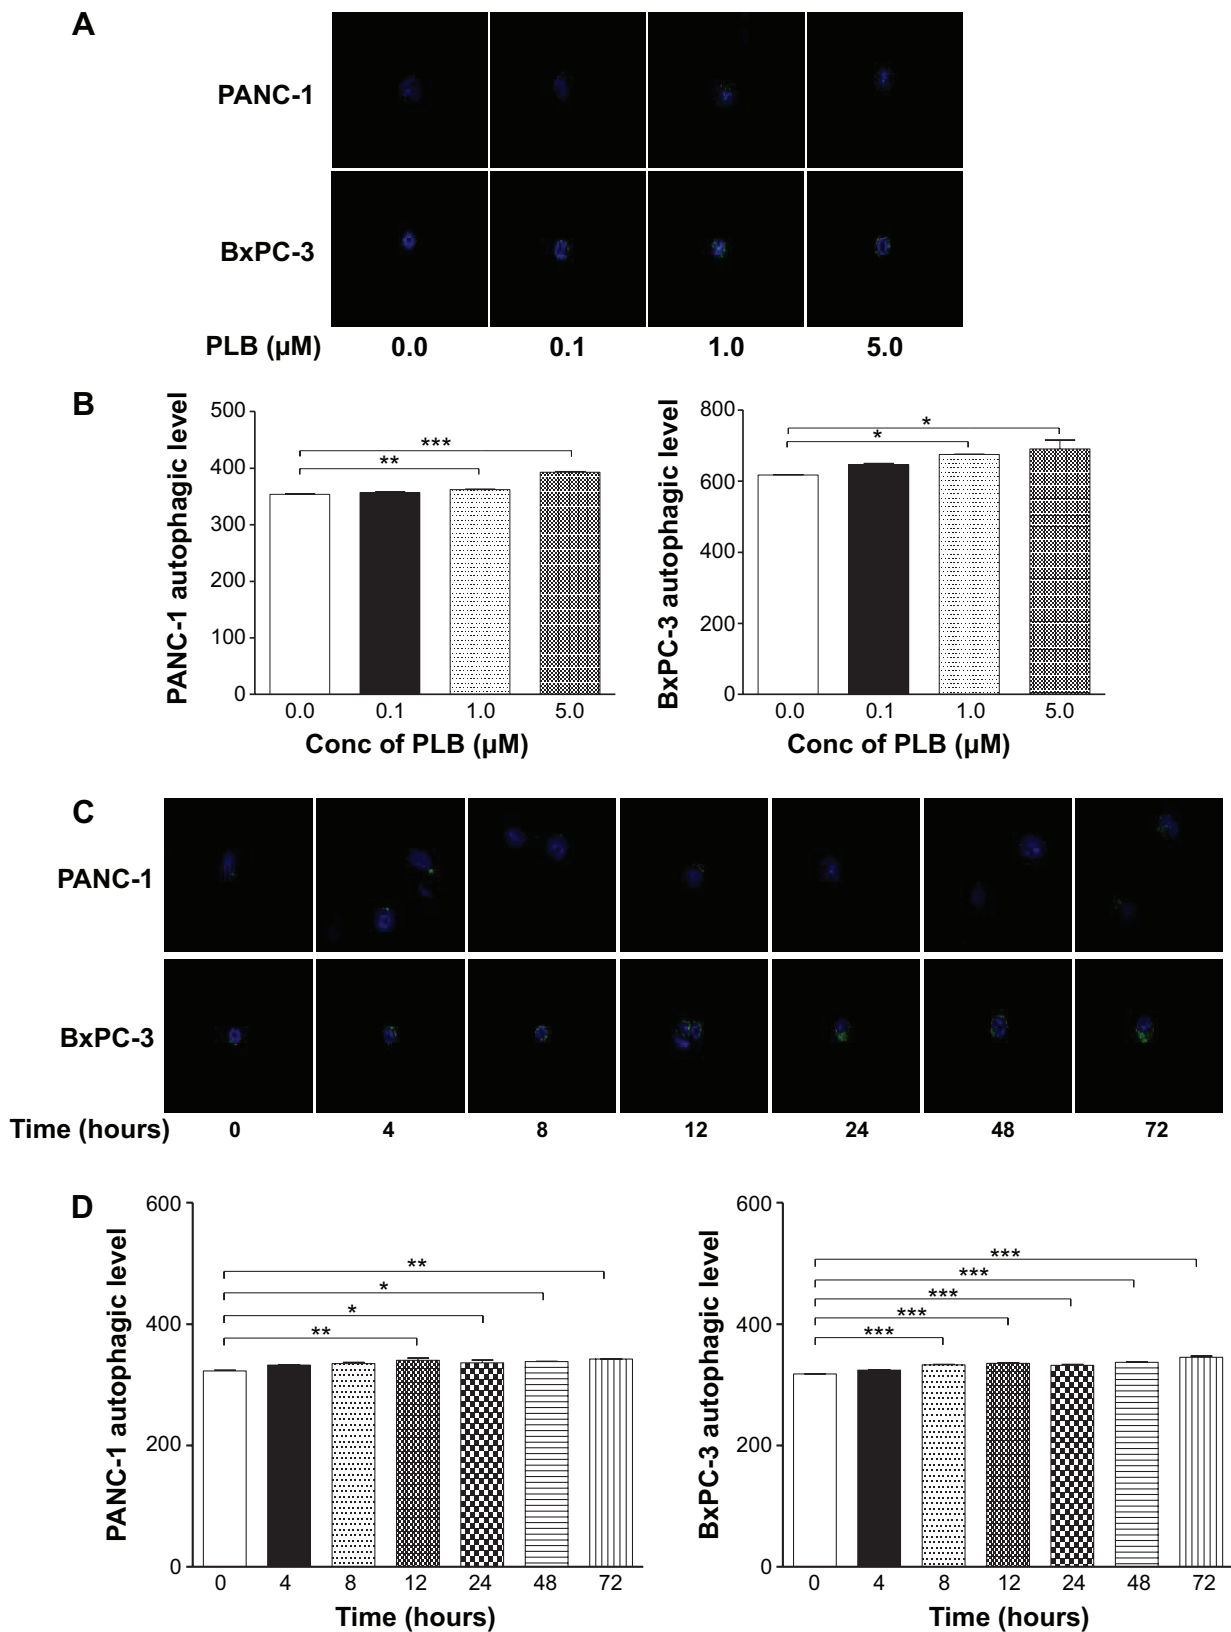 A
PANC-1
BxPC-3
PLB (µM) 0.0 0.1 1.0 5.0
B
PANC-1 autophagic level
500
400
300
200
100
0
***
**
0.0 0.1 1.0 5.0
Conc of PLB (µM)
BxPC-3 autophagic level
800
600
400
200
0
*
*
0.0 0.1 1.0 5.0
Conc of PLB (µM)
C
PANC-1
BxPC-3
Time (hours) 0 4 8 12 24 48 72
D
PANC-1 autophagic level
600
400
200
0
**
*
*
**
0 4 8 12 24 48 72
Time (hours)
BxPC-3 autophagic level
600
400
200
0
***
***
***
***
***
0 4 8 12 24 48 72
Time (hours)